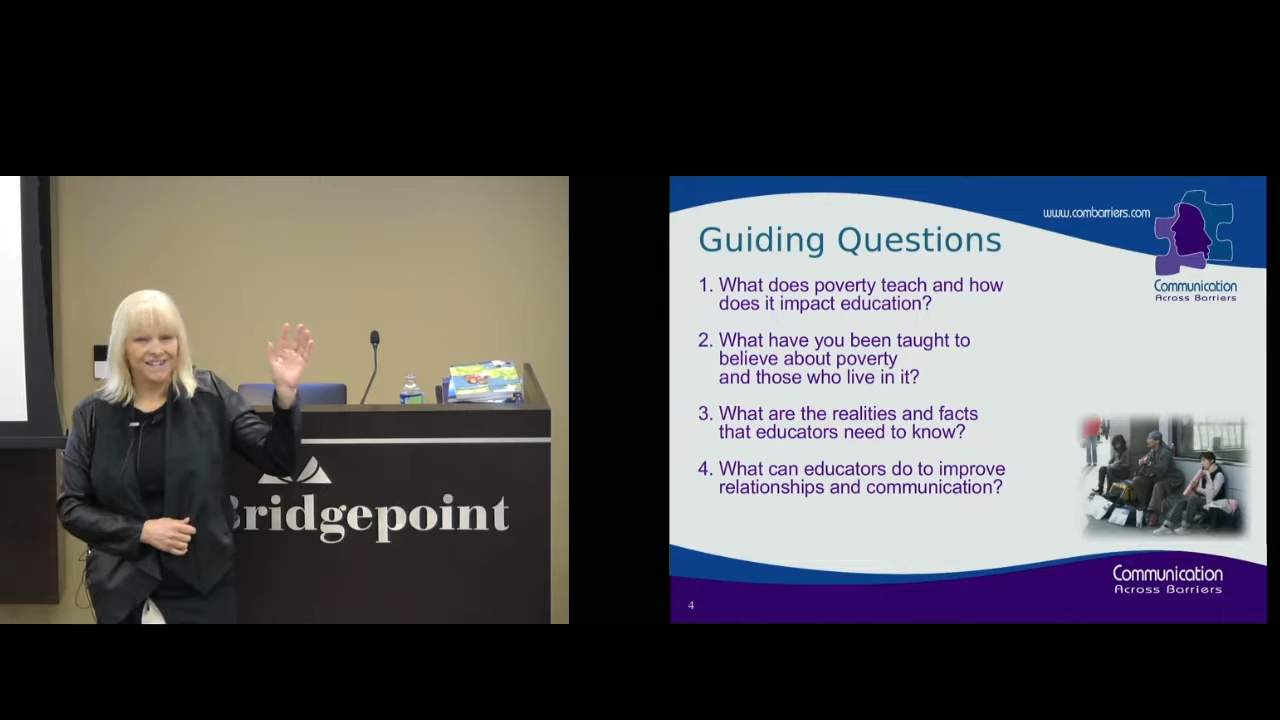 Bridgepoint
www.combarriers.com
Communication
Across Barriers
Guiding Questions
1. What does poverty teach and how
does it impact education?
2. What have you been taught to
believe about poverty
and those who live in it?
3. What are the realities and facts
that educators need to know?
4. What can educators do to improve
relationships and communication?
Communication
Across Barriers
4